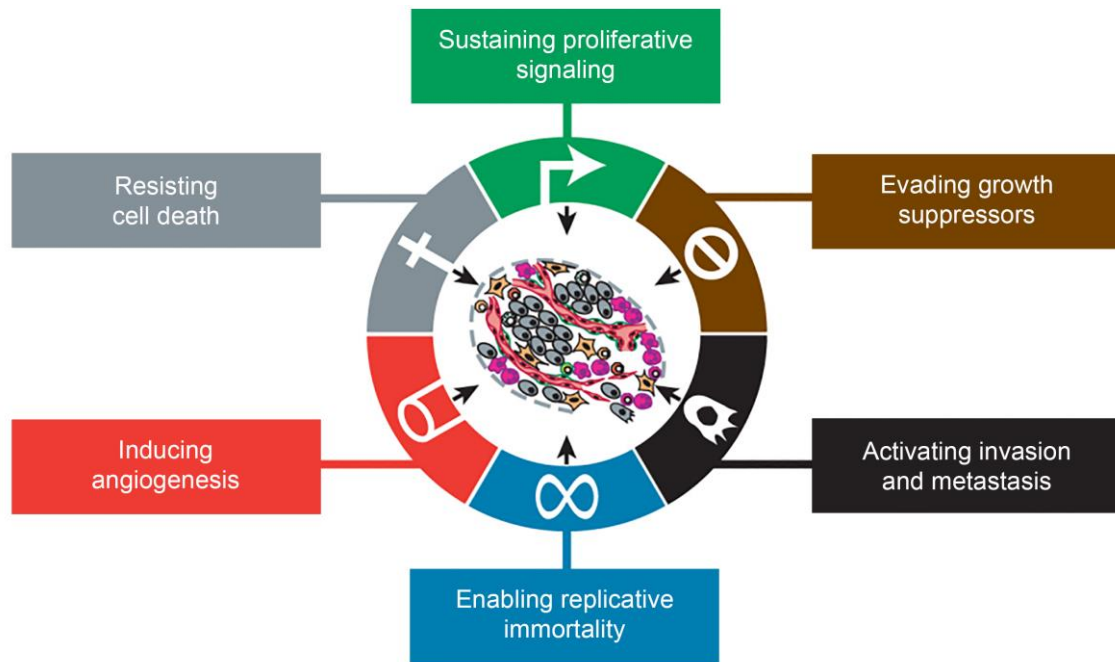 Sustaining proliferative
signaling
Resisting
cell death
Evading growth
suppressors
Inducing
angiogenesis
Activating invasion
and metastasis
Enabling replicative
immortality